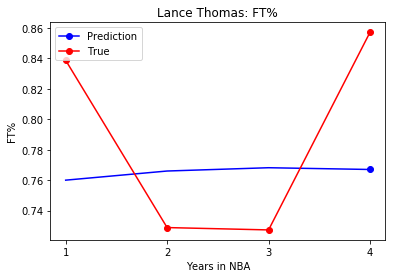 Lance Thomas: FT%
Prediction
True
FT%
0.86
0.84
0.82
0.80
0.78
0.76
0.74
1 2 3 4
Years in NBA